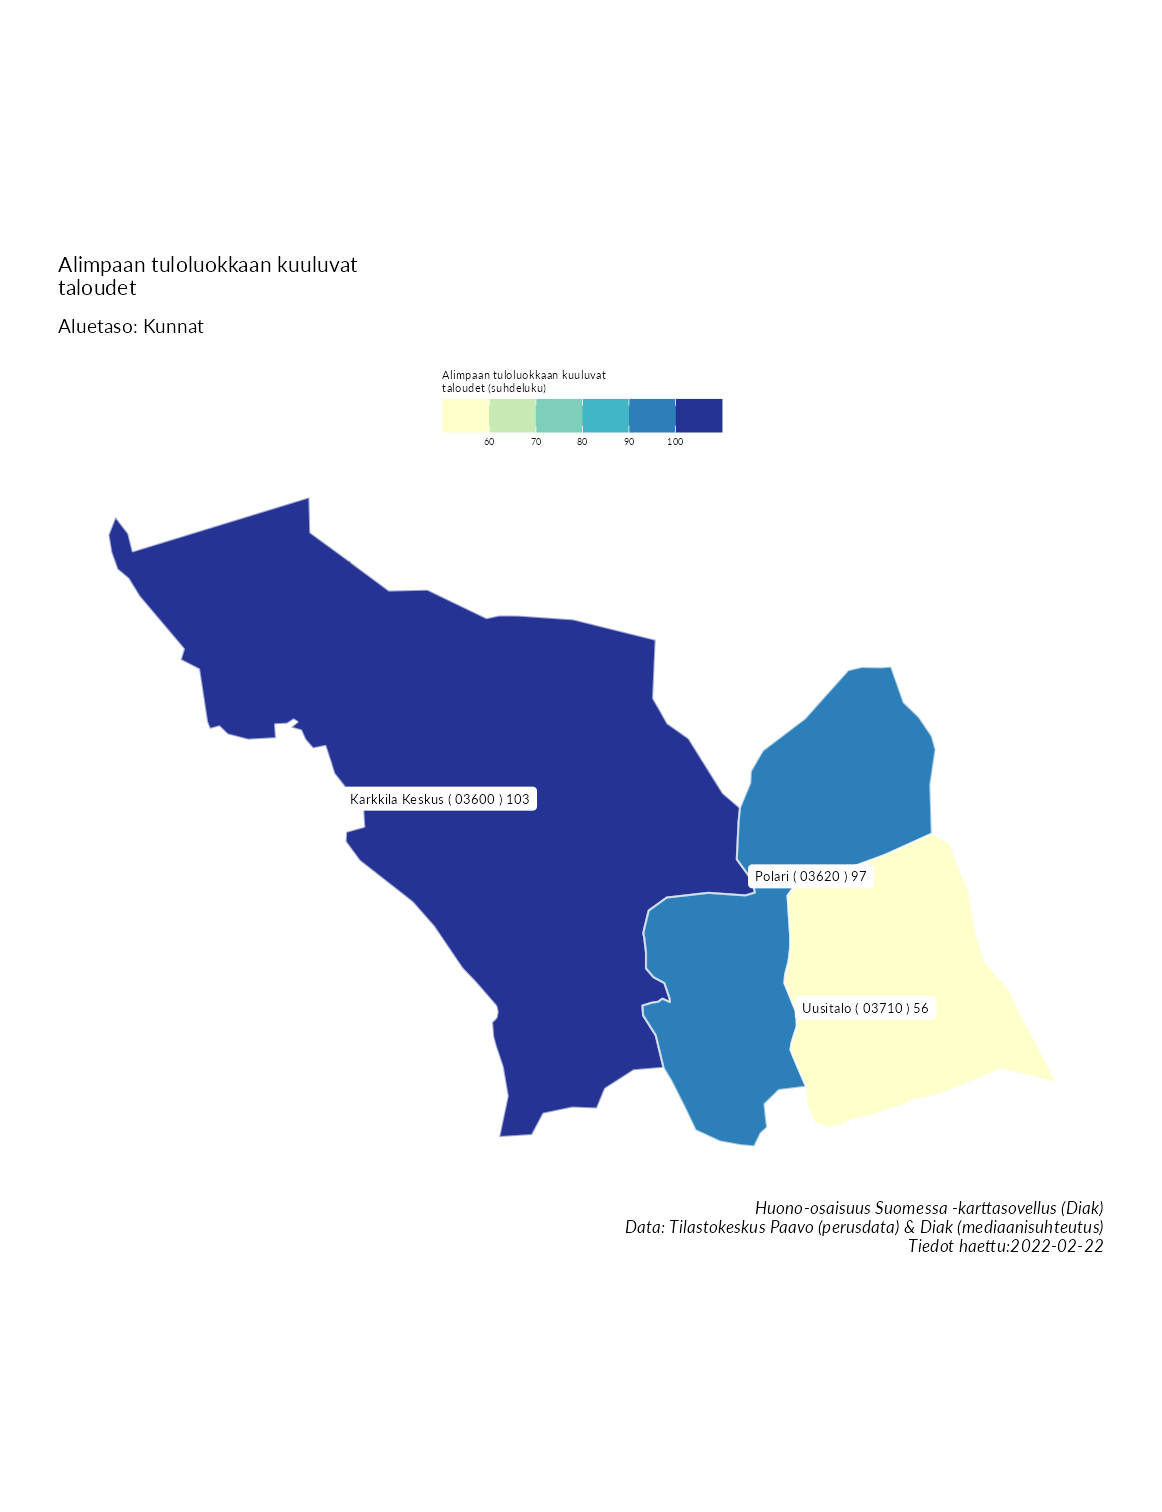 Alimpaan tuloluokkaan kuuluvat
taloudet
Aluetaso: Kunnat
Alimpaan tuloluokkaan kuuluvat
taloudet (suhdeluku)
60 70 80 90 100
Karkkila Keskus ( 03600 ) 103
Polari ( 03620 ) 97
Uusitalo ( 03710 ) 56
Huono-osaisuus Suomessa -karttasovellus (Diak)
Data: Tilastokeskus Paavo (perusdata) & Diak (mediaanisuhteutus)
Tiedot haettu:2022-02-22